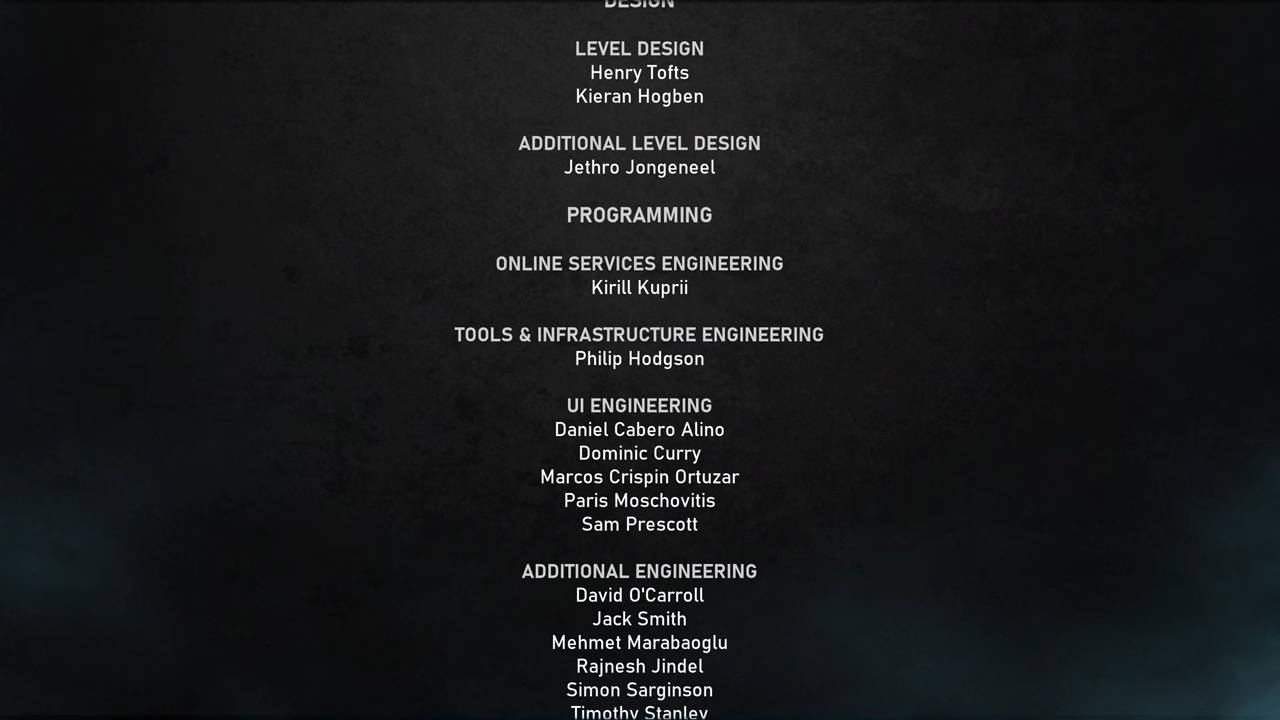 DESIGN
LEVEL DESIGN
Henry Tofts
Kieran Hogben
ADDITIONAL LEVEL DESIGN
Jethro Jongeneel
PROGRAMMING
ONLINE SERVICES ENGINEERING
Kirill Kuprii
TOOLS & INFRASTRUCTURE ENGINEERING
Philip Hodgson
UI ENGINEERING
Daniel Cabero Alino
Dominic Curry
Marcos Crispin Ortuzar
Paris Moschovitis
Sam Prescott
ADDITIONAL ENGINEERING
David O'Carroll
Jack Smith
Mehmet Marabaoglu
Rajnesh Jindel
Simon Sarginson
Timothy Stanley